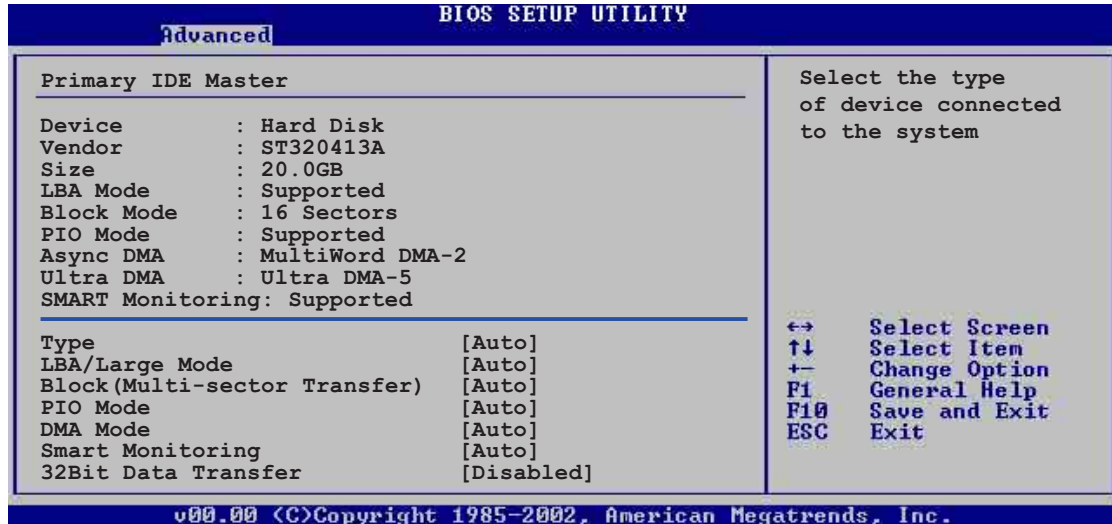 BIOS SETUP UTILITY
Advanced
Primary IDE Master
Device : Hard Disk
Vendor : ST320413A
Size : 20.0GB
LBA Mode : Supported
Block Mode : 16 Sectors
PIO Mode : Supported
Async DMA : MultiWord DMA-2
Ultra DMA : Ultra DMA-5
SMART Monitoring: Supported
Type [Auto]
LBA/Large Mode [Auto]
Block(Multi-sector Transfer) [Auto]
PIO Mode [Auto]
DMA Mode [Auto]
Smart Monitoring [Auto]
32Bit Data Transfer [Disabled]
Select the type
of device connected
to the system
←→ Select Screen
↑↓ Select Item
+- Change Option
F1 General Help
F10 Save and Exit
ESC Exit
v00.00 (C)Copyright 1985-2002, American Megatrends, Inc.